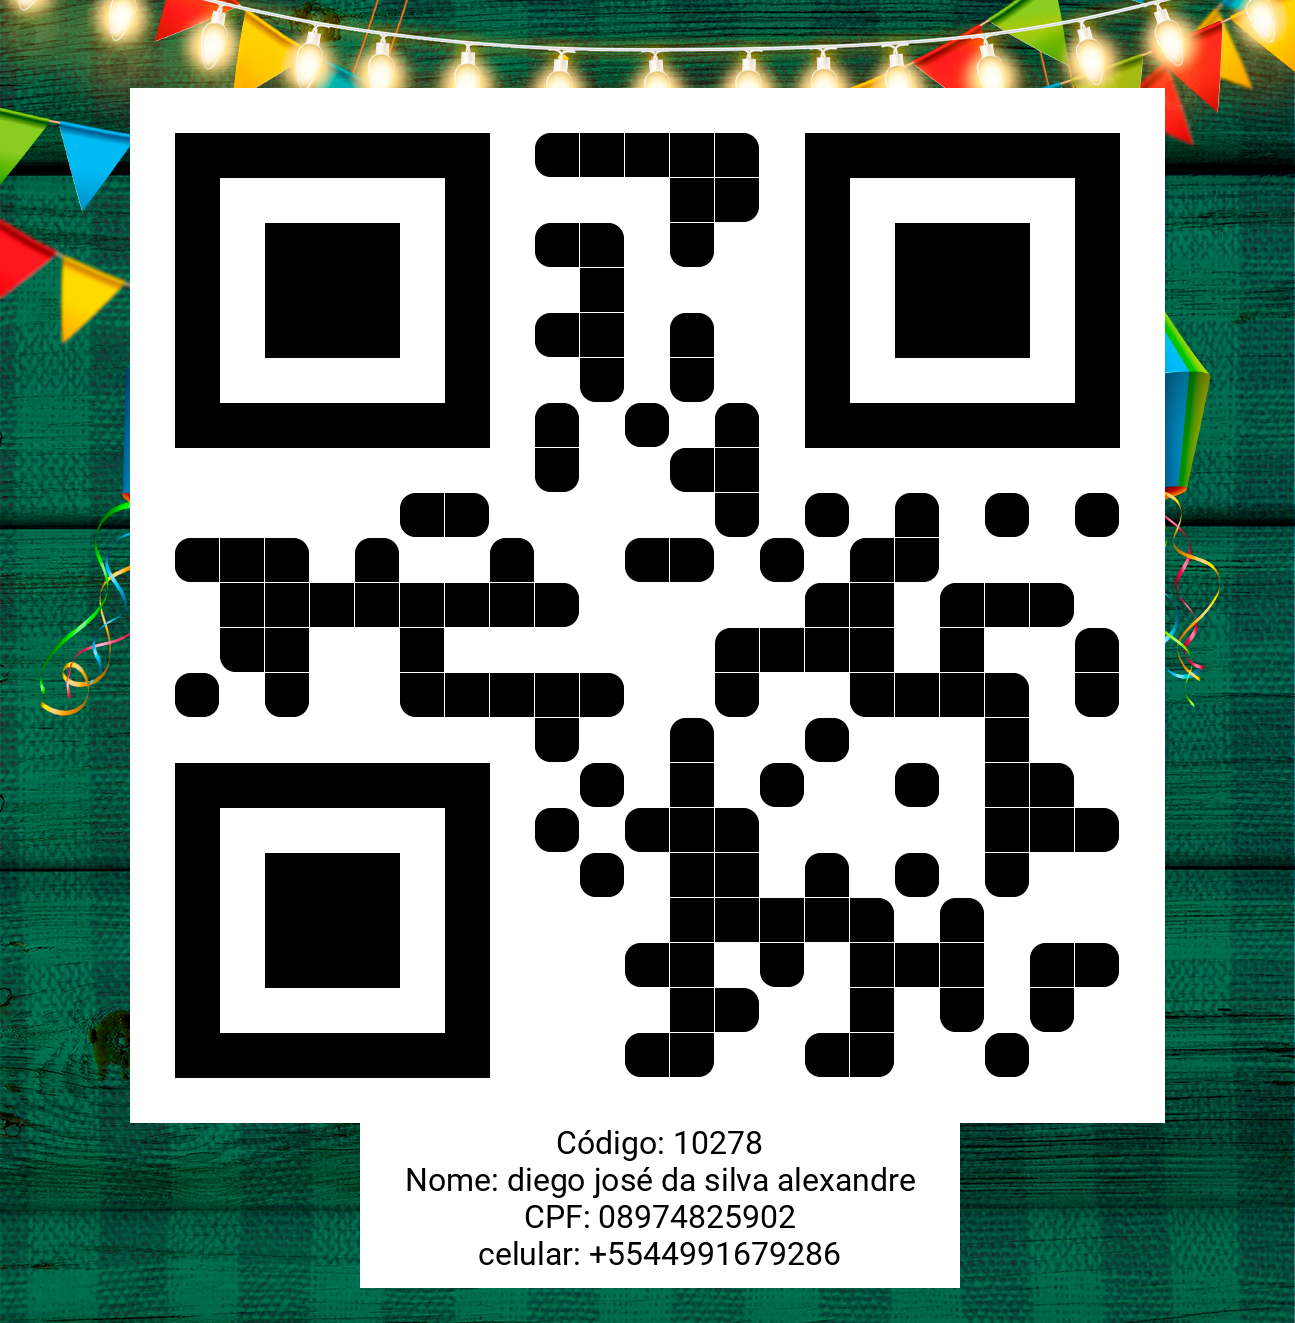 Código: 10278
Nome: diego josé da silva alexandre
CPF: 08974825902
celular: +5544991679286